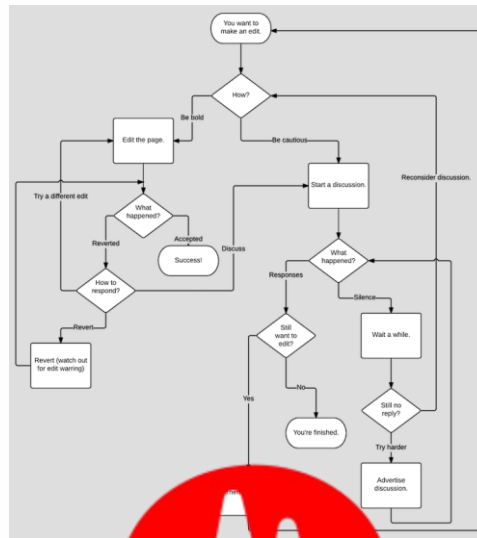 You want to
make an edit.
How?
Be bold
Be cautious
Edit the page.
Try a different edit
What
happened?
Reverted
Accepted
Success!
How to
respond?
Discuss
Revert
Revert (watch out
for edit warring)
Start a discussion.
Reconsider discussion.
What
happened?
Responses
Silence
Still
want to
edit?
Wait a while.
Yes
No
You're finished.
Still no
reply?
Try harder
Advertise
discussion.